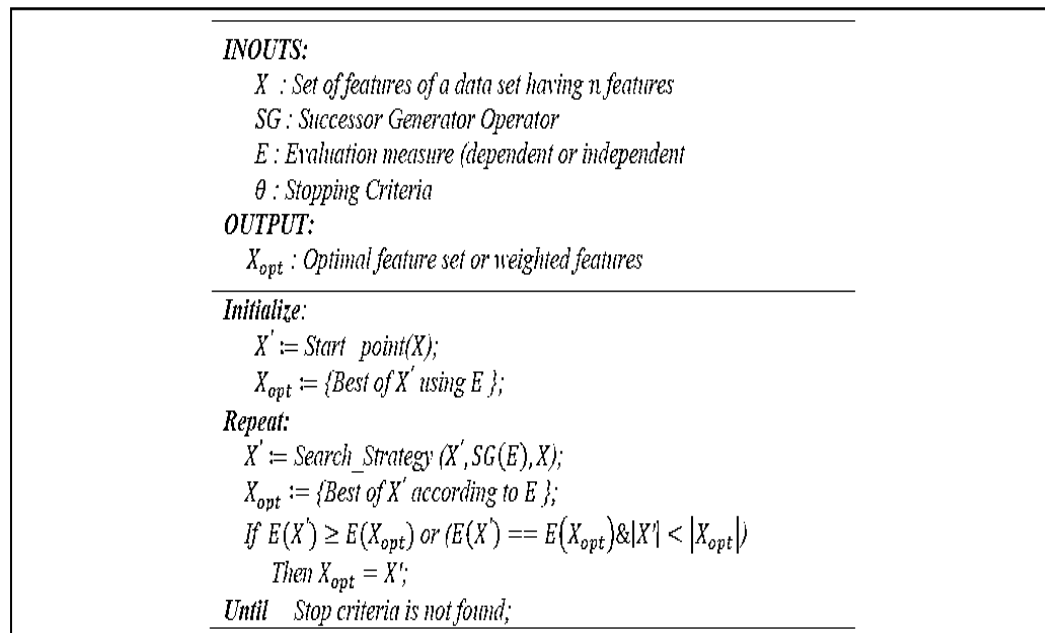 INOUTS:
X : Set of features of a data set having n features
SG : Successor Generator Operator
E : Evaluation measure (dependent or independent
θ : Stopping Criteria
OUTPUT:
X_opt : Optimal feature set or weighted features
Initialize:
X' := Start point(X);
X_opt := {Best of X' using E };
Repeat:
X' := Search_Strategy (X', SG(E), X);
X_opt := {Best of X' according to E };
If E(X') ≥ E(X_opt) or (E(X') == E(X_opt)&|X'| < |X_opt|)
Then X_opt = X';
Until Stop criteria is not found;